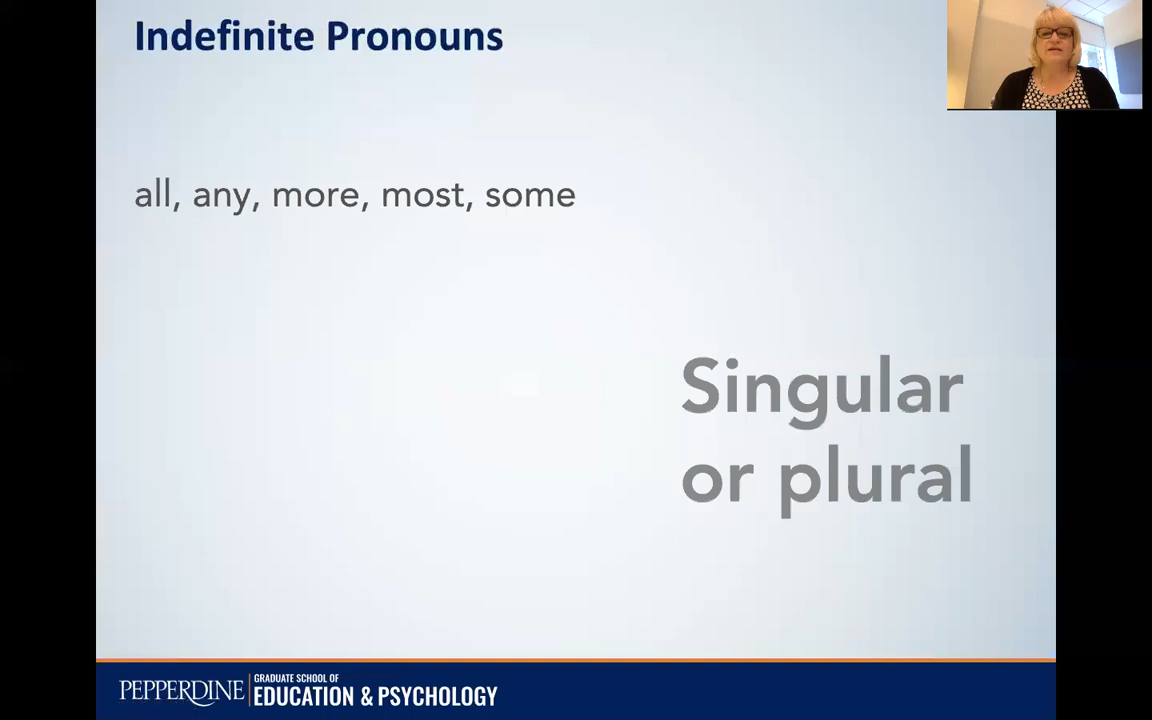 Indefinite Pronouns
all, any, more, most, some
Singular
or plural
PEPPERDINE
GRADUATE SCHOOL OF
EDUCATION & PSYCHOLOGY